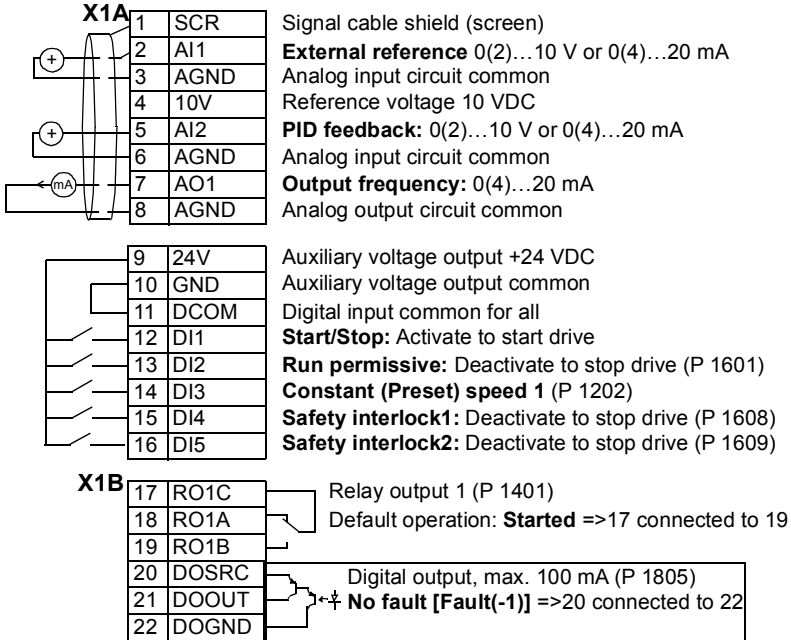 X1A
1 SCR Signal cable shield (screen)
2 AI1 External reference 0(2)…10 V or 0(4)…20 mA
+
3 AGND Analog input circuit common
4 10V Reference voltage 10 VDC
+ 5 AI2 PID feedback: 0(2)…10 V or 0(4)…20 mA
6 AGND Analog input circuit common
mA 7 AO1 Output frequency: 0(4)…20 mA
8 AGND Analog output circuit common
9 24V Auxiliary voltage output +24 VDC
10 GND Auxiliary voltage output common
11 DCOM Digital input common for all
12 DI1 Start/Stop: Activate to start drive
13 DI2 Run permissive: Deactivate to stop drive (P 1601)
14 DI3 Constant (Preset) speed 1 (P 1202)
15 DI4 Safety interlock1: Deactivate to stop drive (P 1608)
16 DI5 Safety interlock2: Deactivate to stop drive (P 1609)
X1B
17 RO1C Relay output 1 (P 1401)
18 RO1A Default operation: Started =>17 connected to 19
19 RO1B
20 DOSRC Digital output, max. 100 mA (P 1805)
21 DOOUT No fault [Fault(-1)] =>20 connected to 22
22 DOGND